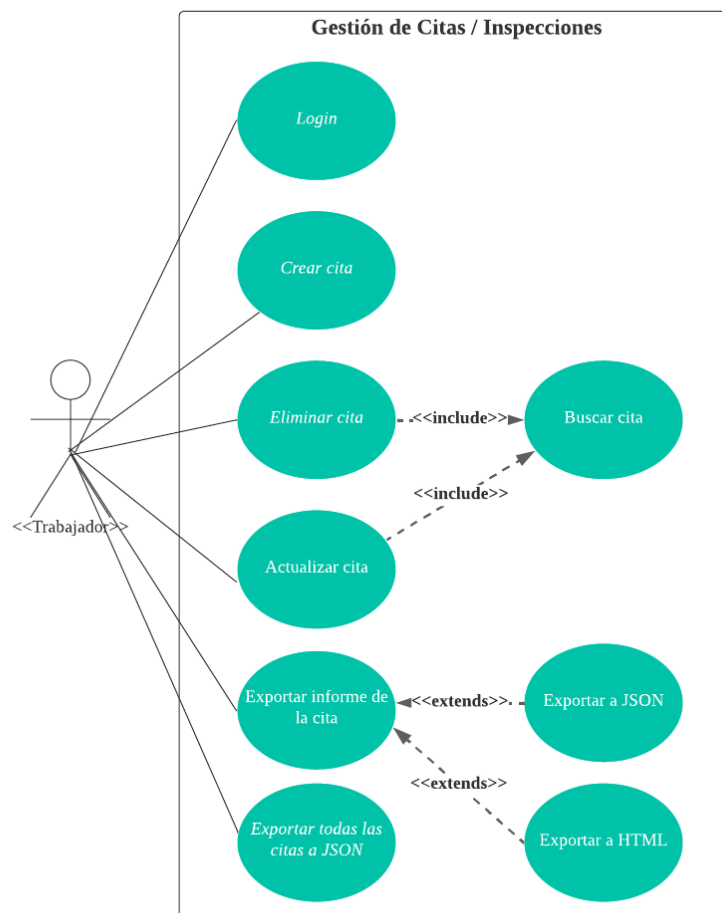 Gestión de Citas / Inspecciones
Login
Crear cita
Eliminar cita
<<include>>
Buscar cita
<<include>>
<<Trabajador>>
Actualizar cita
Exportar informe de
la cita
<<extends>>
Exportar a JSON
<<extends>>
Exportar todas las
citas a JSON
Exportar a HTML